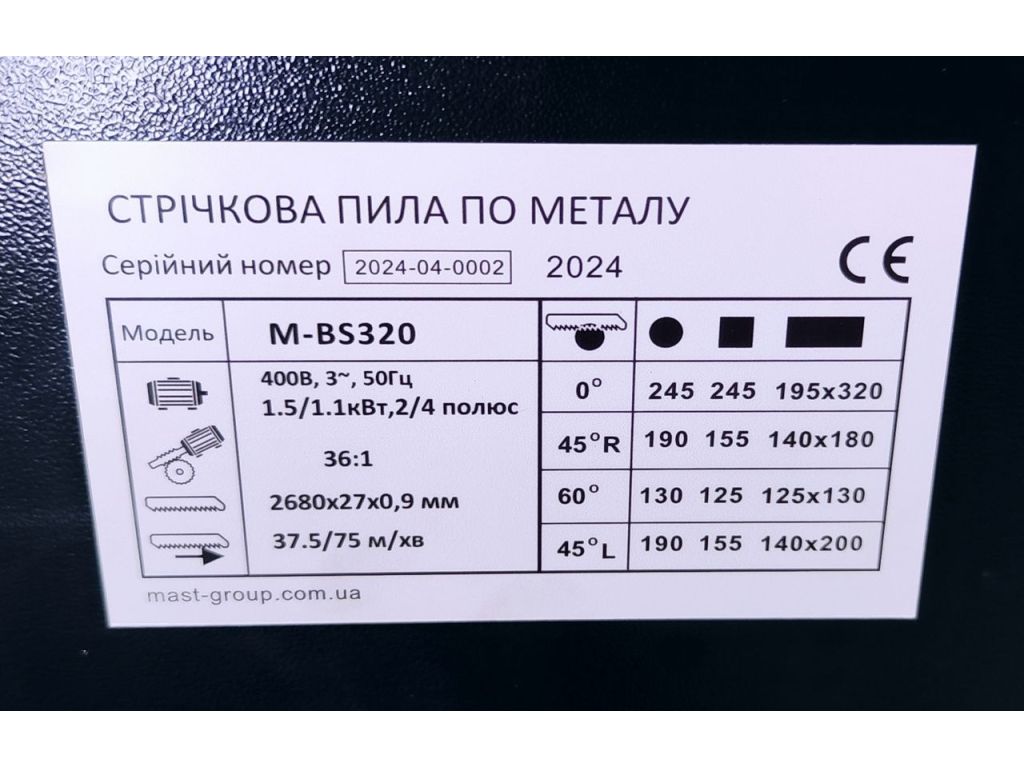 СТРІЧКОВА ПИЛА ПО МЕТАЛУ
Серійний номер 2024-04-0002 2024 CE
Модель M-BS320
400В, 3~, 50Гц
1.5/1.1кВт,2/4 полюс
36:1
2680x27x0,9 мм
37.5/75 м/хв
0° 245 245 195x320
45°R 190 155 140x180
60° 130 125 125x130
45°L 190 155 140x200
mast-group.com.ua